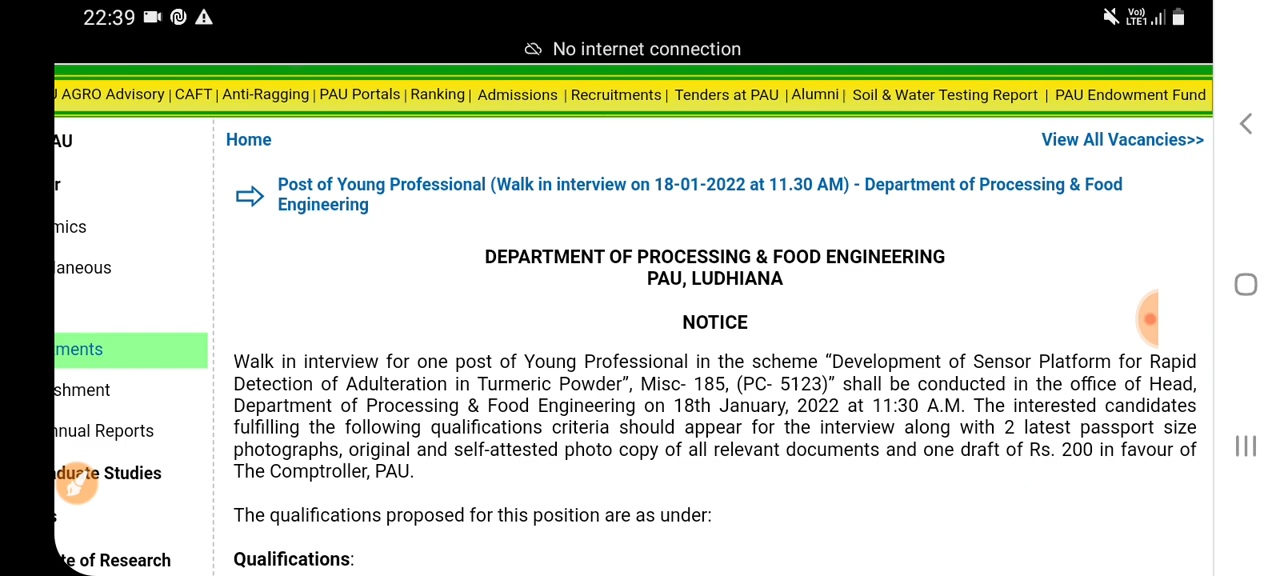 22:39
Vo))
LTE1
No internet connection
AGRO Advisory | CAFT | Anti-Ragging | PAU Portals | Ranking | Admissions | Recruitments | Tenders at PAU | Alumni | Soil & Water Testing Report | PAU Endowment Fund
AU
Home
View All Vacancies>>
r
Post of Young Professional (Walk in interview on 18-01-2022 at 11.30 AM) - Department of Processing & Food
Engineering
mics
DEPARTMENT OF PROCESSING & FOOD ENGINEERING
laneous
PAU, LUDHIANA
NOTICE
ments
Walk in interview for one post of Young Professional in the scheme “Development of Sensor Platform for Rapid
Detection of Adulteration in Turmeric Powder”, Misc- 185, (PC- 5123)” shall be conducted in the office of Head,
shment
Department of Processing & Food Engineering on 18th January, 2022 at 11:30 A.M. The interested candidates
fulfilling the following qualifications criteria should appear for the interview along with 2 latest passport size
nnual Reports
photographs, original and self-attested photo copy of all relevant documents and one draft of Rs. 200 in favour of
The Comptroller, PAU.
duate Studies
s
The qualifications proposed for this position are as under:
te of Research
Qualifications: